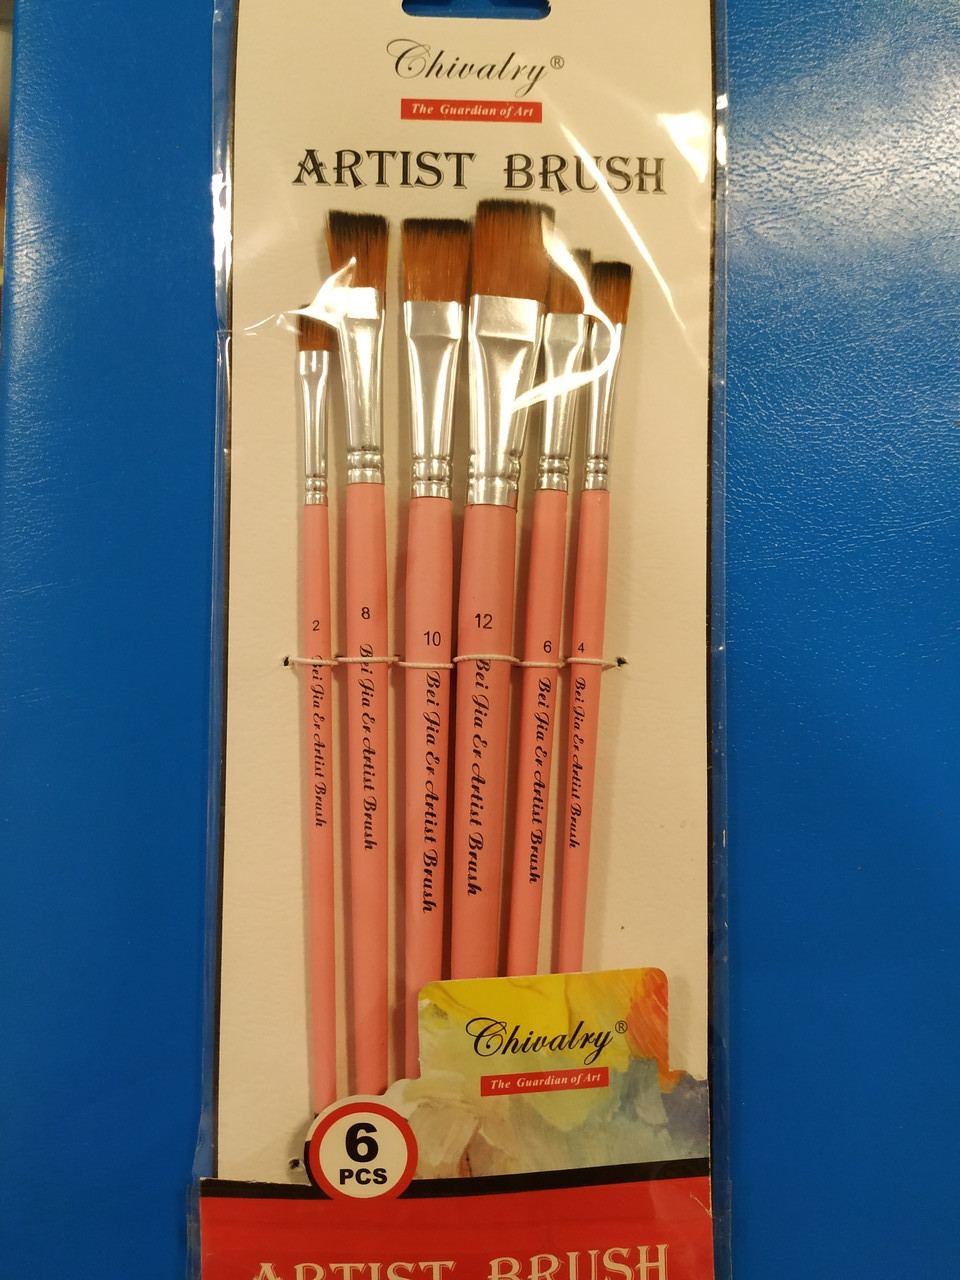 Chivalry®
The Guardian of Art
ARTIST BRUSH
2
8
10
12
6
4
Bei Jia Er Artist Brush
Bei Jia Er Artist Brush
Bei Jia Er Artist Brush
Bei Jia Er Artist Brush
Bei Jia Er Artist Brush
Bei Jia Er Artist Brush
Chivalry®
The Guardian of Art
6
PCS
ARTIST BRUSH